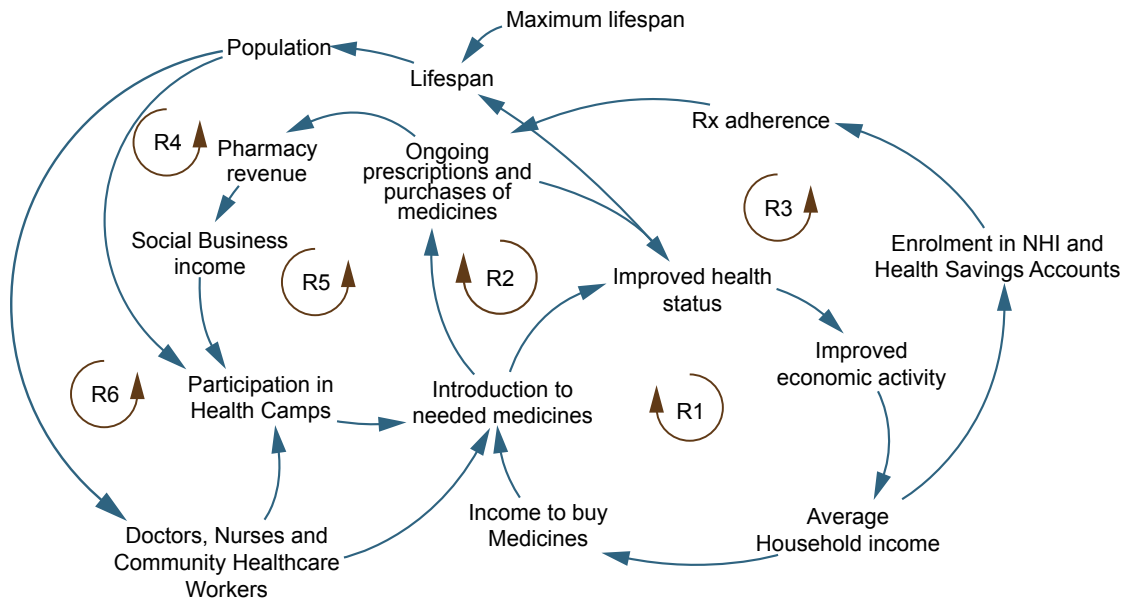 Maximum lifespan
Population
Lifespan
Rx adherence
R4
Pharmacy
revenue
Ongoing
prescriptions and
purchases of
medicines
R3
Social Business
income
R5
R2
Improved health
status
Enrolment in NHI and
Health Savings Accounts
Improved
economic activity
R6
Participation in
Health Camps
Introduction to
needed medicines
R1
Doctors, Nurses and
Community Healthcare
Workers
Income to buy
Medicines
Average
Household income